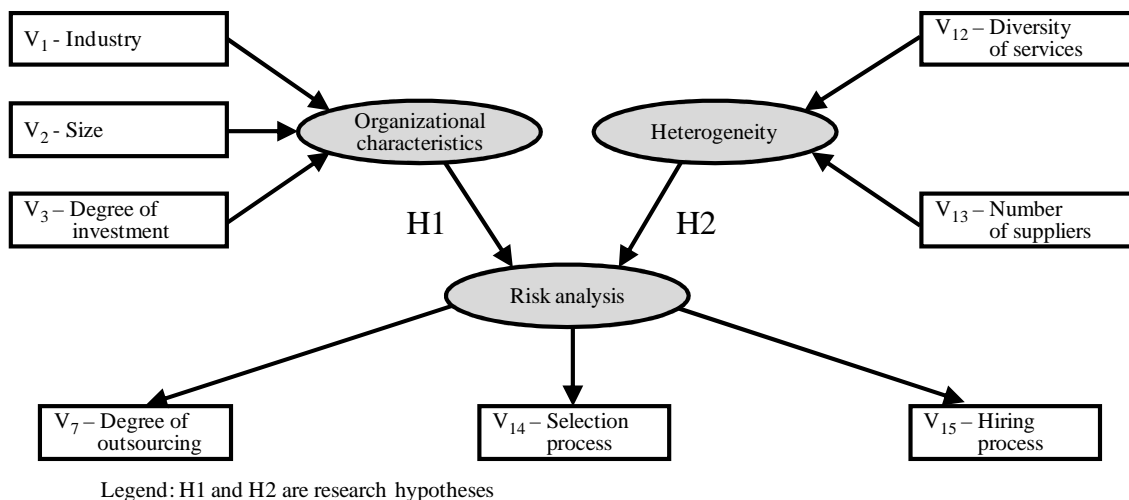 V1 - Industry
V12 – Diversity
of services
V2 - Size
Organizational
characteristics
Heterogeneity
V3 – Degree of
investment
V13 – Number
of suppliers
H1
H2
Risk analysis
V7 – Degree of
outsourcing
V14 – Selection
process
V15 – Hiring
process
Legend: H1 and H2 are research hypotheses